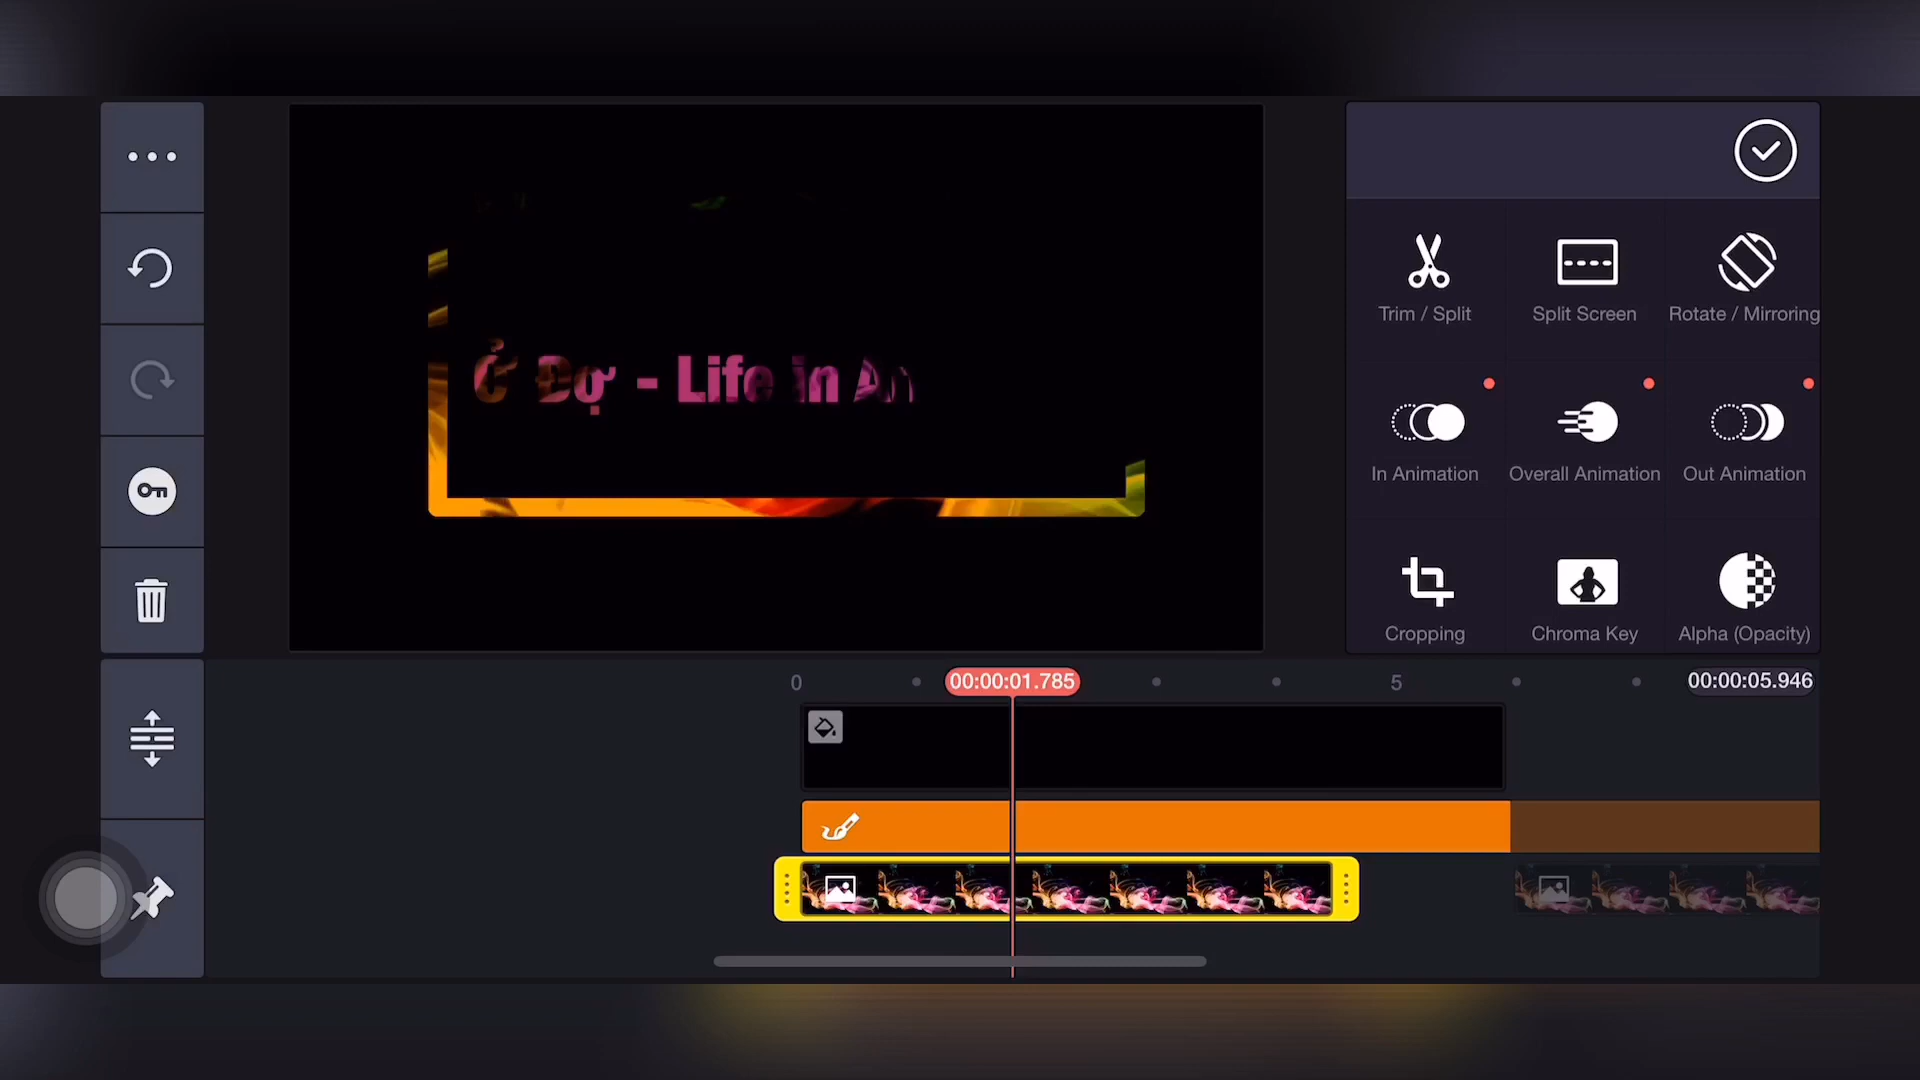 Trim / Split
Split Screen
Rotate / Mirroring
Ở Đợ - Life in An
In Animation
Overall Animation
Out Animation
Cropping
Chroma Key
Alpha (Opacity)
0
00:00:01.785
5
00:00:05.946